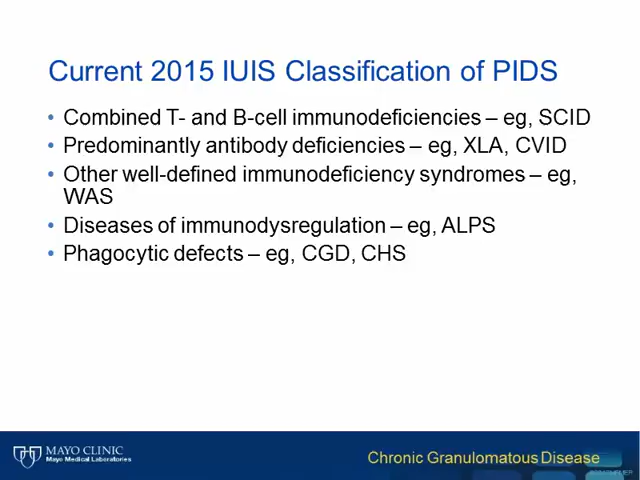 Current 2015 IUIS Classification of PIDS
• Combined T- and B-cell immunodeficiencies – eg, SCID
• Predominantly antibody deficiencies – eg, XLA, CVID
• Other well-defined immunodeficiency syndromes – eg,
WAS
• Diseases of immunodysregulation – eg, ALPS
• Phagocytic defects – eg, CGD, CHS
MAYO CLINIC
Mayo Medical Laboratories
Chronic Granulomatous Disease